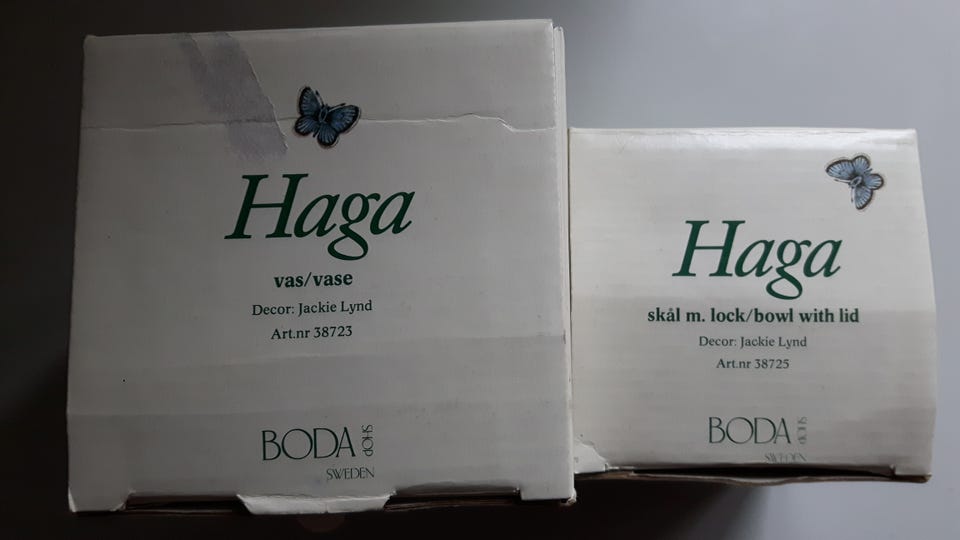 Haga
vas/vase
Decor: Jackie Lynd
Art.nr 38723
BODA SHOP
SWEDEN
Haga
skål m. lock/bowl with lid
Decor: Jackie Lynd
Art.nr 38725
BODA SHOP
SWEDEN